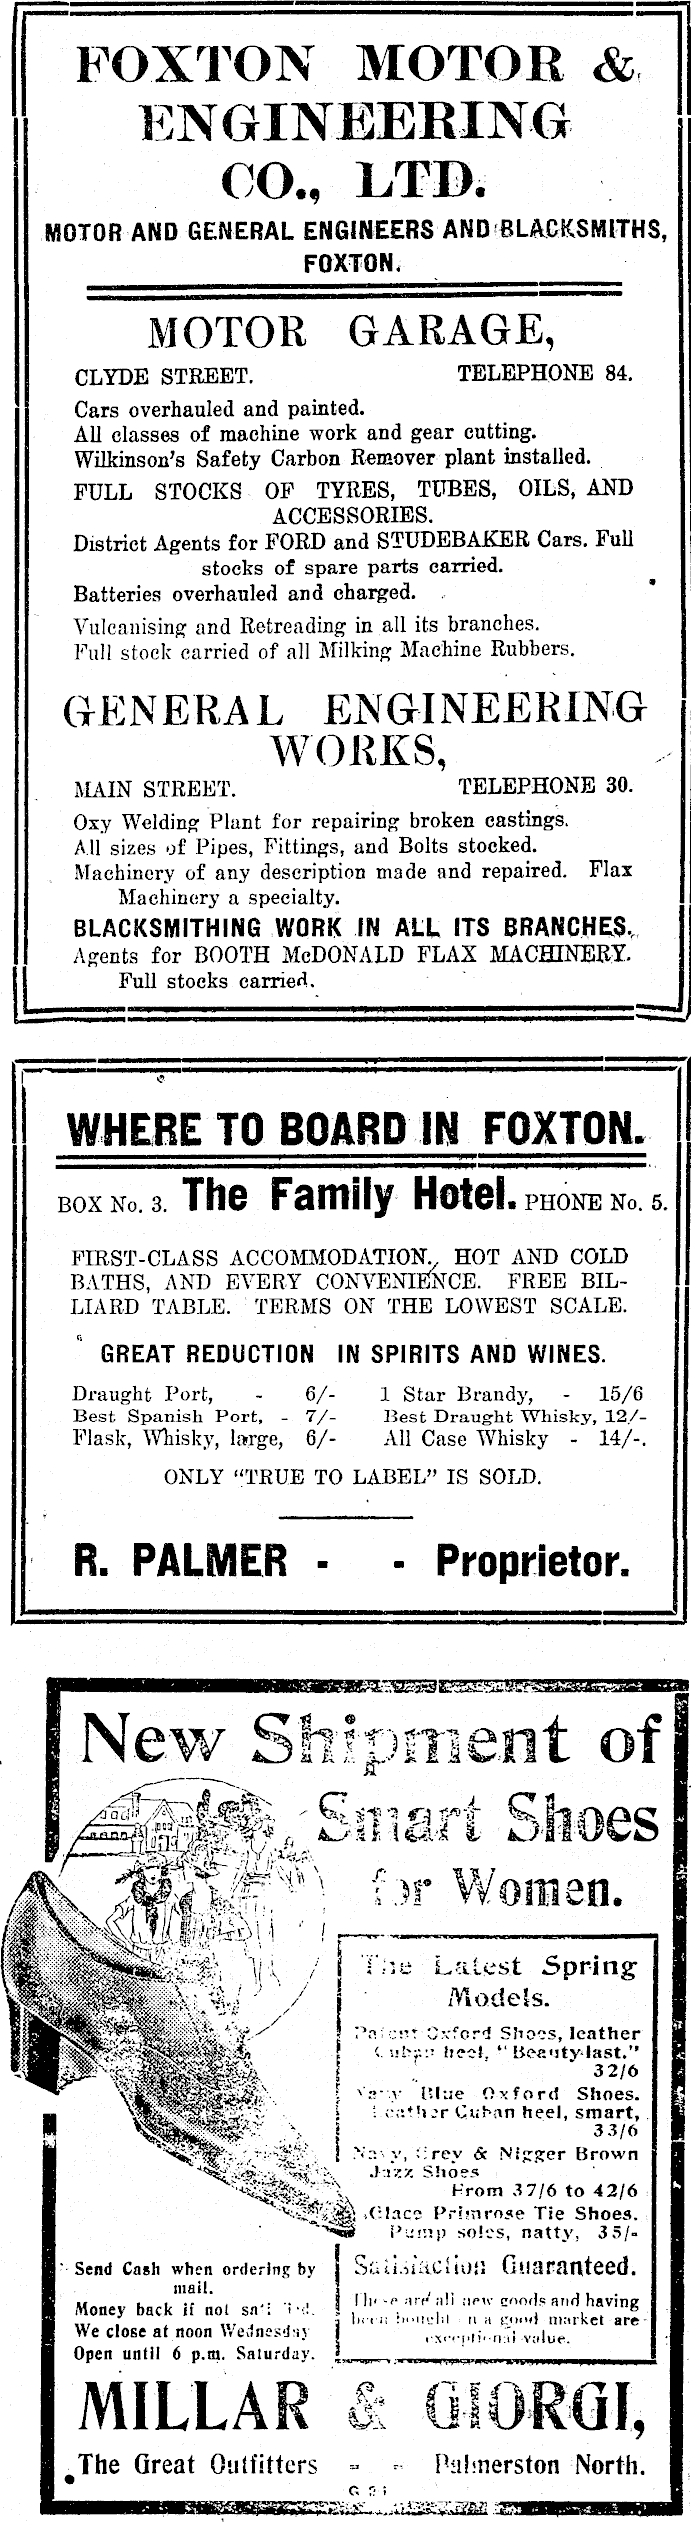 FOXTON MOTOR &
ENGINEERING
CO., LTD.
MOTOR AND GENERAL ENGINEERS AND BLACKSMITHS,
FOXTON.
MOTOR GARAGE,
CLYDE STREET. TELEPHONE 84.
Cars overhauled and painted.
All classes of machine work and gear cutting.
Wilkinson's Safety Carbon Remover plant installed.
FULL STOCKS OF TYRES, TUBES, OILS, AND
ACCESSORIES.
District Agents for FORD and STUDEBAKER Cars. Full
stocks of spare parts carried.
Batteries overhauled and charged.
Vulcanising and Retreading in all its branches.
Full stock carried of all Milking Machine Rubbers.
GENERAL ENGINEERING
WORKS,
MAIN STREET. TELEPHONE 30.
Oxy Welding Plant for repairing broken castings.
All sizes of Pipes, Fittings, and Bolts stocked.
Machinery of any description made and repaired. Flax
Machinery a specialty.
BLACKSMITHING WORK IN ALL ITS BRANCHES.
Agents for BOOTH McDONALD FLAX MACHINERY.
Full stocks carried.
WHERE TO BOARD IN FOXTON.
BOX No. 3. The Family Hotel. PHONE No. 5.
FIRST-CLASS ACCOMMODATION. HOT AND COLD
BATHS, AND EVERY CONVENIENCE. FREE BIL-
LIARD TABLE. TERMS ON THE LOWEST SCALE.
GREAT REDUCTION IN SPIRITS AND WINES.
Draught Port, - 6/- 1 Star Brandy, - 15/6
Best Spanish Port, - 7/- Best Draught Whisky, 12/-
Flask, Whisky, large, 6/- All Case Whisky - 14/-.
ONLY "TRUE TO LABEL" IS SOLD.
R. PALMER - - Proprietor.
New Shipment of
Smart Shoes
for Women.
The Latest Spring
Models.
Patent Oxford Shoes, leather
Cuban heel, "Beauty-last."
32/6
Navy Blue Oxford Shoes.
Leather Cuban heel, smart,
33/6
Navy, Grey & Nigger Brown
Jazz Shoes
From 37/6 to 42/6
Glace Primrose Tie Shoes.
Pump soles, natty, 35/-
Satisfaction Guaranteed.
These are all new goods and having
been bought in a good market are
exceptional value.
Send Cash when ordering by
mail.
Money back if not satisfied.
We close at noon Wednesday
Open until 6 p.m. Saturday.
MILLAR & GIORGI,
The Great Outfitters - - Palmerston North.